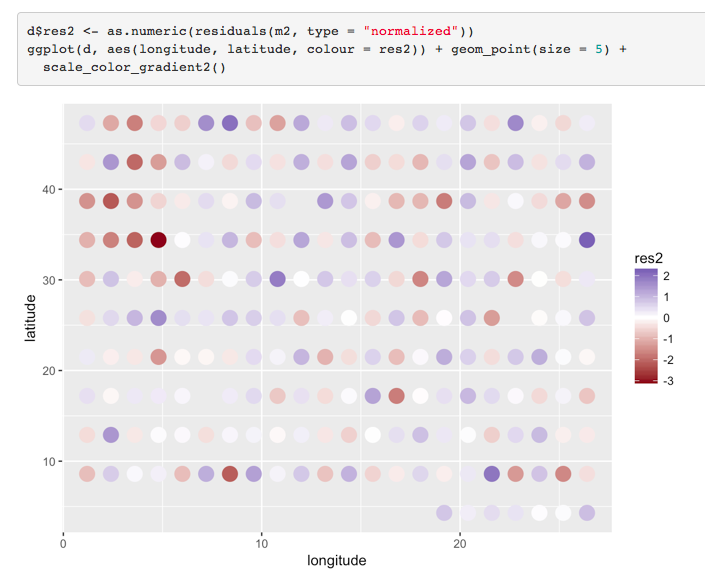 d$res2 <- as.numeric(residuals(m2, type = "normalized"))
ggplot(d, aes(longitude, latitude, colour = res2)) + geom_point(size = 5) +
  scale_color_gradient2()
40
30
20
10
latitude
0
10
20
longitude
res2
2
1
0
-1
-2
-3